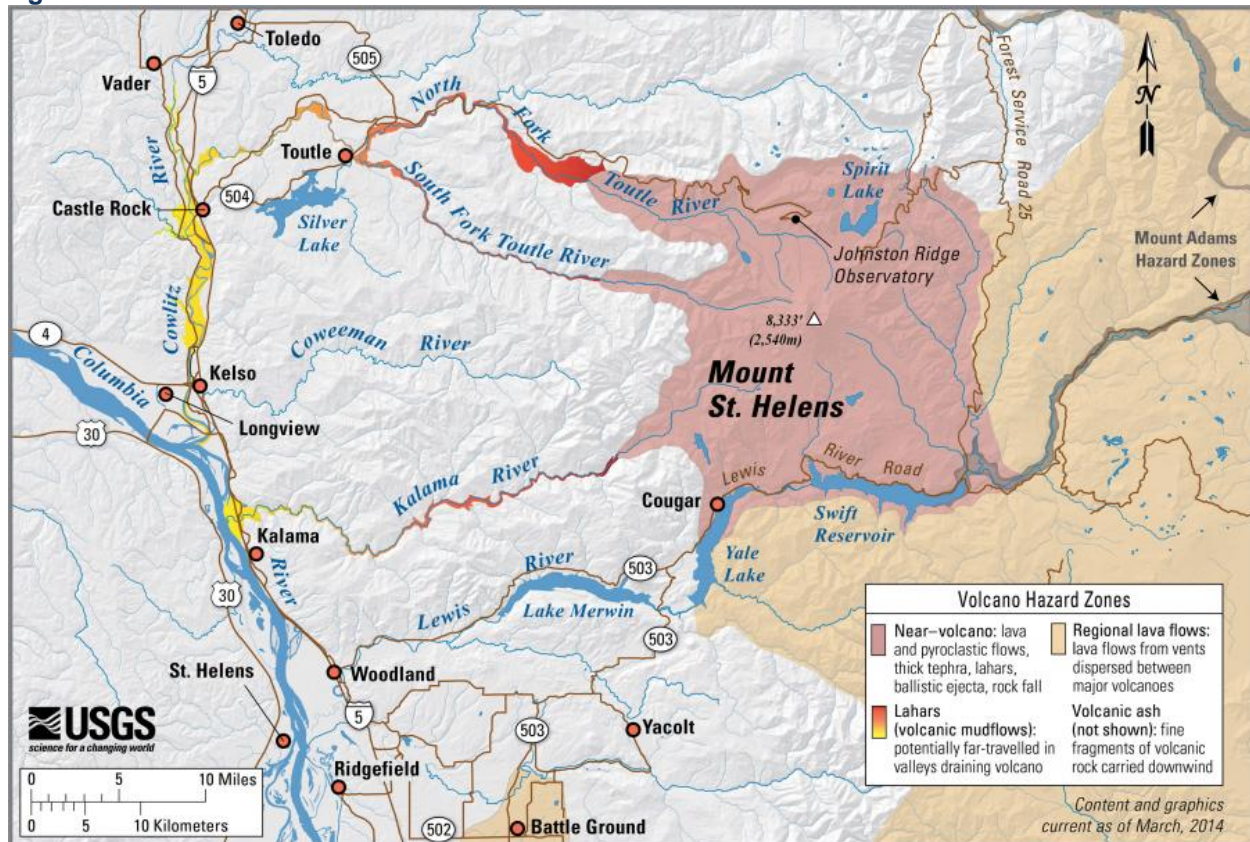 Toledo
Vader
5
505
North
Fork
Toutle River
Spirit
Lake
Forest Service Road 25
N
River
Toutle
Castle Rock
504
Silver
Lake
South Fork Toutle River
Johnston Ridge
Observatory
Mount Adams
Hazard Zones
Cowlitz
4
Columbia
Coweeman River
8,333'
(2,540m)
Mount
St. Helens
Kelso
Longview
30
Kalama River
Lewis River Road
Cougar
Swift
Reservoir
Kalama
River
Yale
Lake
503
30
Lewis River
Lake Merwin
503
Woodland
St. Helens
5
503
Yacolt
Ridgefield
502
Battle Ground
USGS
science for a changing world
0 5 10 Miles
0 5 10 Kilometers
Volcano Hazard Zones
Near–volcano: lava
and pyroclastic flows,
thick tephra, lahars,
ballistic ejecta, rock fall
Lahars
(volcanic mudflows):
potentially far-travelled in
valleys draining volcano
Regional lava flows:
lava flows from vents
dispersed between
major volcanoes
Volcanic ash
(not shown): fine
fragments of volcanic
rock carried downwind
Content and graphics
current as of March, 2014